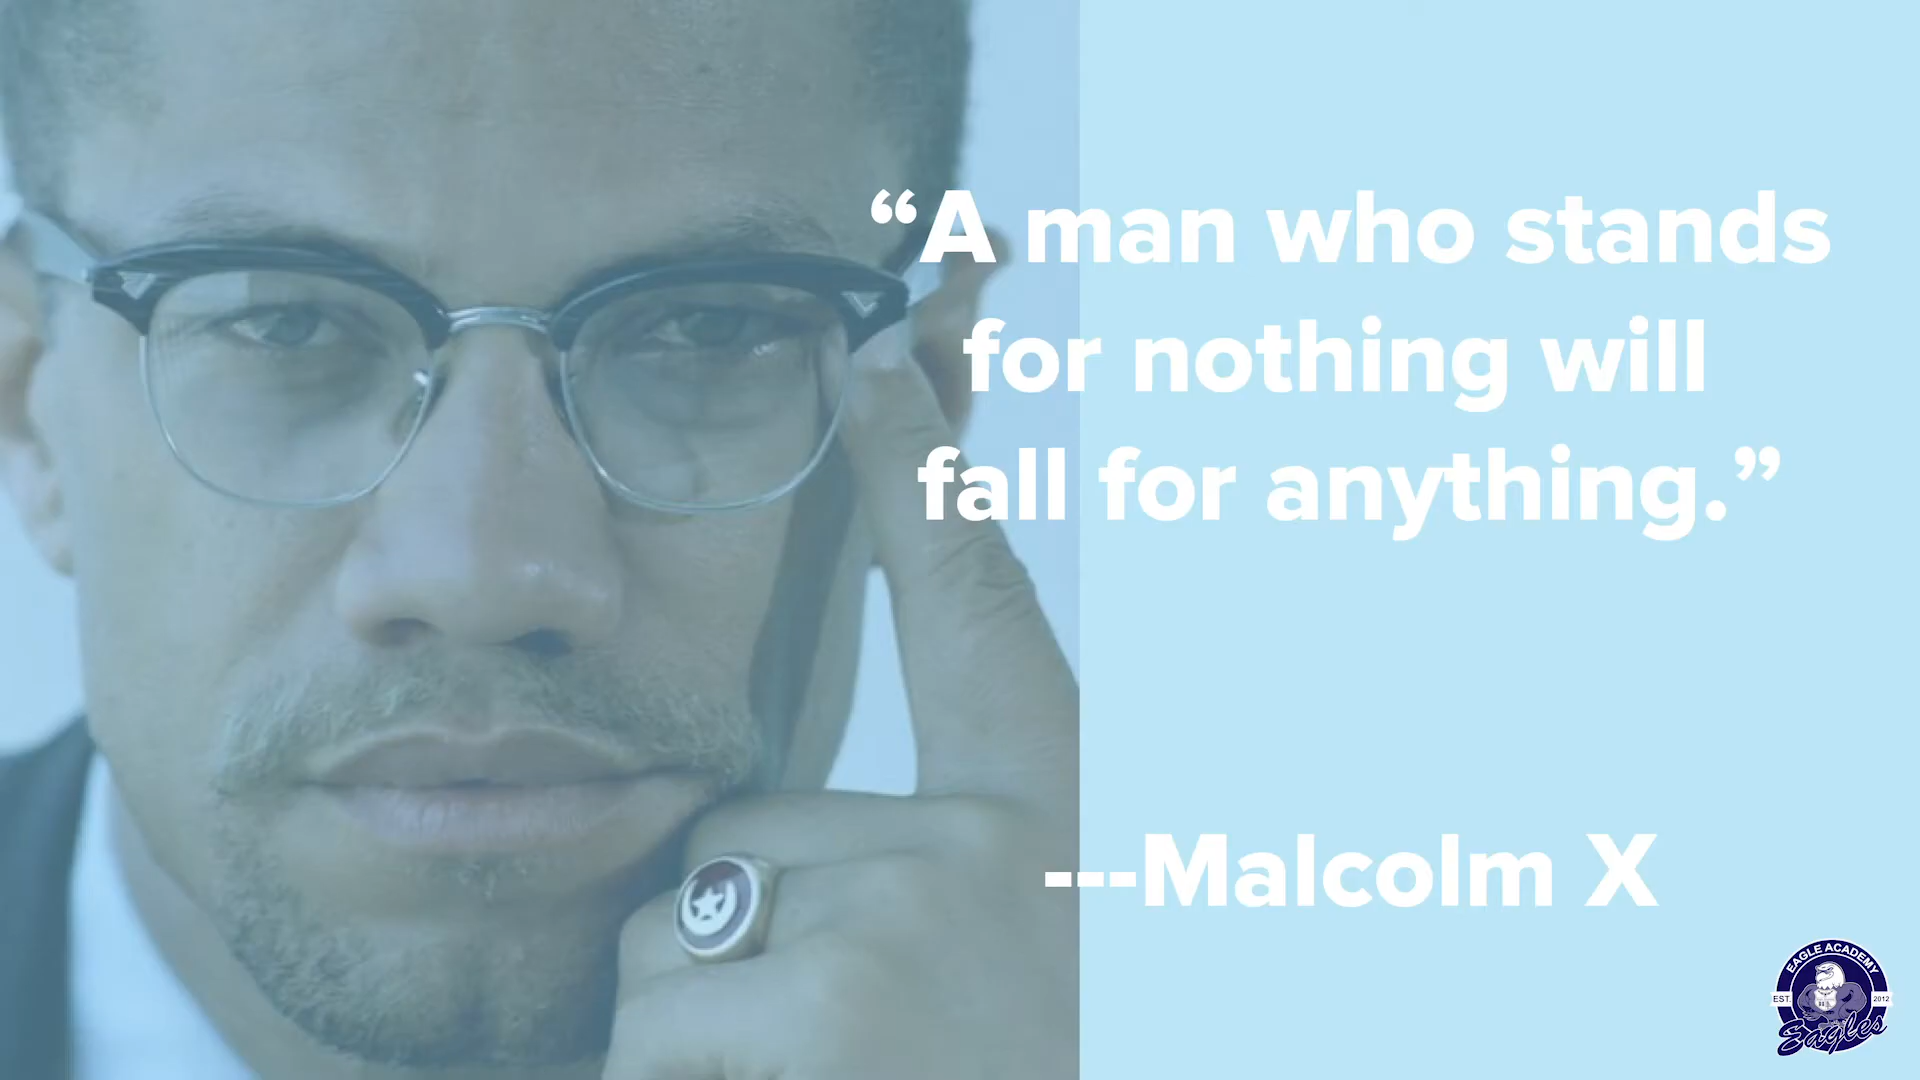 “A man who stands
for nothing will
fall for anything.”
---Malcolm X
EAGLE ACADEMY
EST. 2012
Eagles